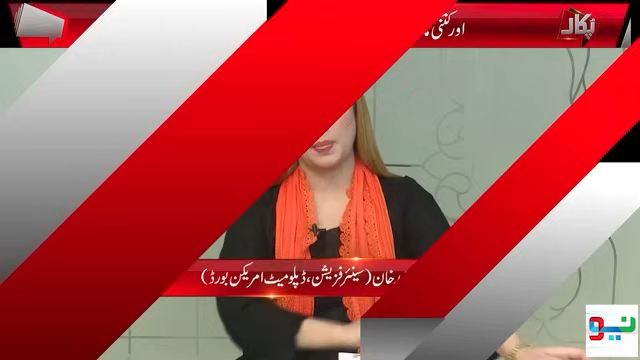 پکار
اور کتنی
خان (سینئر فزیشن، ڈپلومیٹ امریکن بورڈ)
نیو